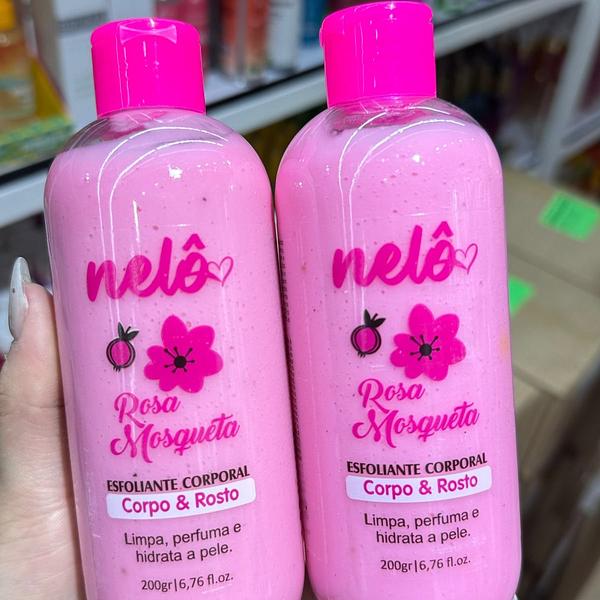 nelô
Rosa
Mosqueta
ESFOLIANTE CORPORAL
Corpo & Rosto
Limpa, perfuma e
hidrata a pele.
200gr|6,76 fl.oz.
nelô
Rosa
Mosqueta
ESFOLIANTE CORPORAL
Corpo & Rosto
Limpa, perfuma e
hidrata a pele.
200gr|6,76 fl.oz.